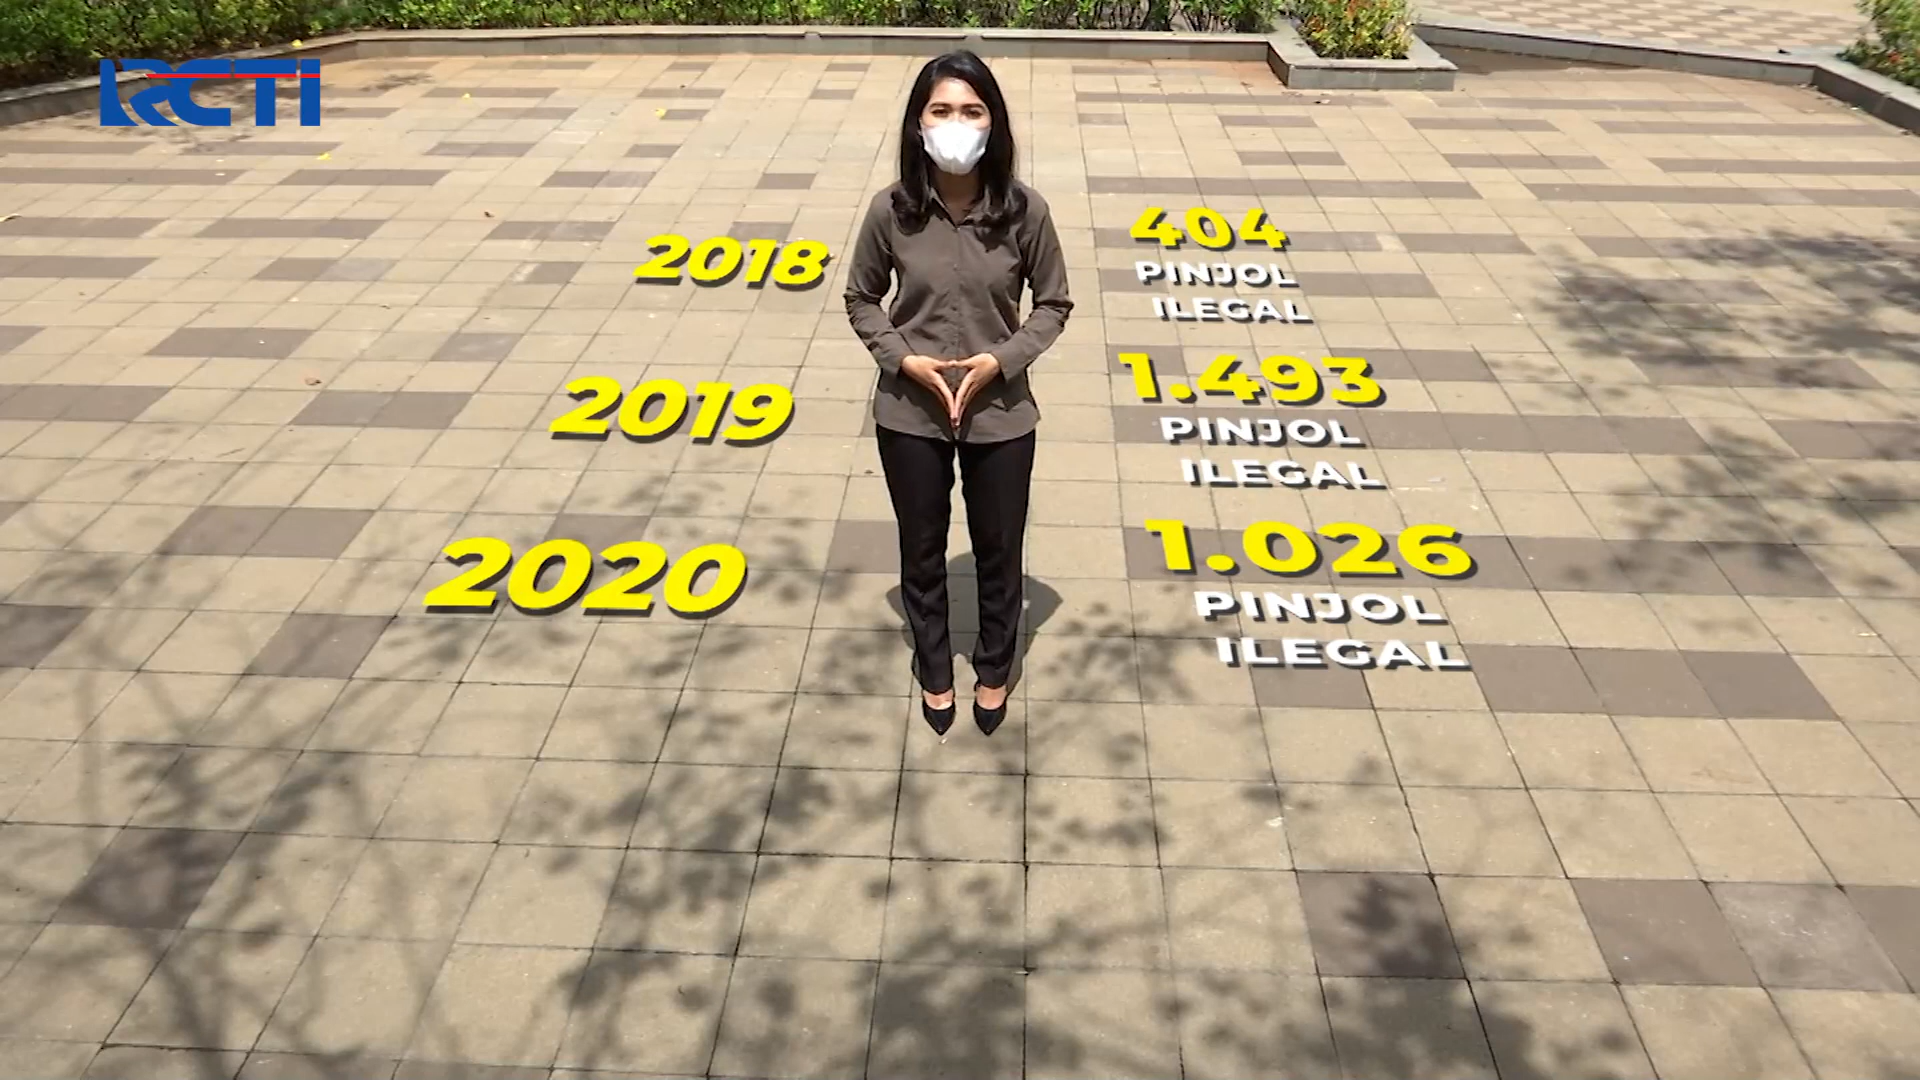 RCTI
2018
404
PINJOL
ILEGAL
2019
1.493
PINJOL
ILEGAL
2020
1.026
PINJOL
ILEGAL